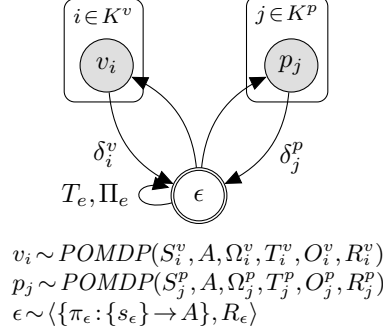 i ∈ K^v
j ∈ K^p
v_i
p_j
δ_i^v
δ_j^p
T_e, Π_e
ϵ
v_i ∼ POMDP(S_i^v, A, Ω_i^v, T_i^v, O_i^v, R_i^v)
p_j ∼ POMDP(S_j^p, A, Ω_j^p, T_j^p, O_j^p, R_j^p)
ϵ ∼ ⟨{π_ϵ : {s_ϵ} → A}, R_ϵ⟩